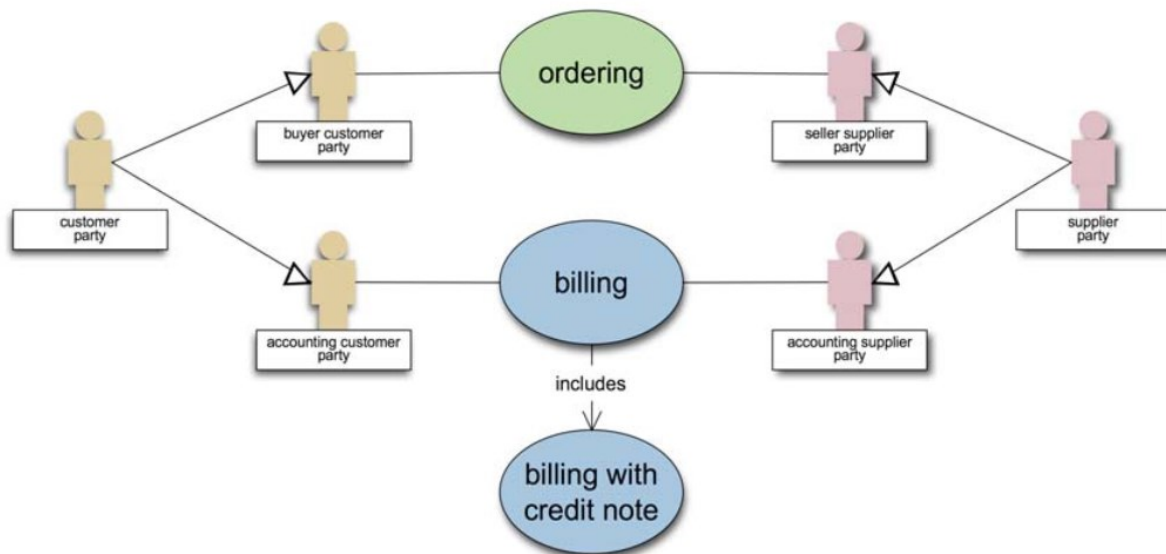 ordering
buyer customer
party
seller supplier
party
customer
party
supplier
party
billing
accounting customer
party
accounting supplier
party
includes
billing with
credit note